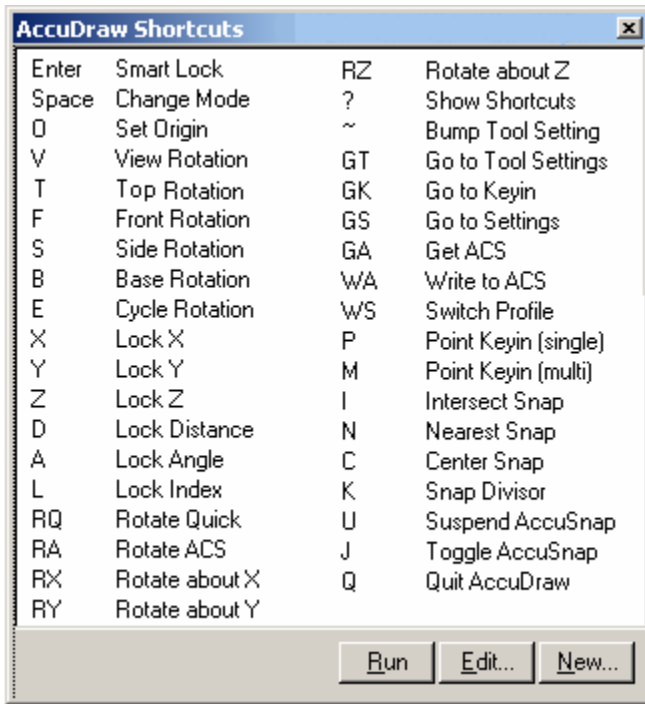 AccuDraw Shortcuts
Enter Smart Lock
Space Change Mode
O Set Origin
V View Rotation
T Top Rotation
F Front Rotation
S Side Rotation
B Base Rotation
E Cycle Rotation
X Lock X
Y Lock Y
Z Lock Z
D Lock Distance
A Lock Angle
L Lock Index
RQ Rotate Quick
RA Rotate ACS
RX Rotate about X
RY Rotate about Y
RZ Rotate about Z
? Show Shortcuts
~ Bump Tool Setting
GT Go to Tool Settings
GK Go to Keyin
GS Go to Settings
GA Get ACS
WA Write to ACS
WS Switch Profile
P Point Keyin (single)
M Point Keyin (multi)
I Intersect Snap
N Nearest Snap
C Center Snap
K Snap Divisor
U Suspend AccuSnap
J Toggle AccuSnap
Q Quit AccuDraw
Run Edit... New...